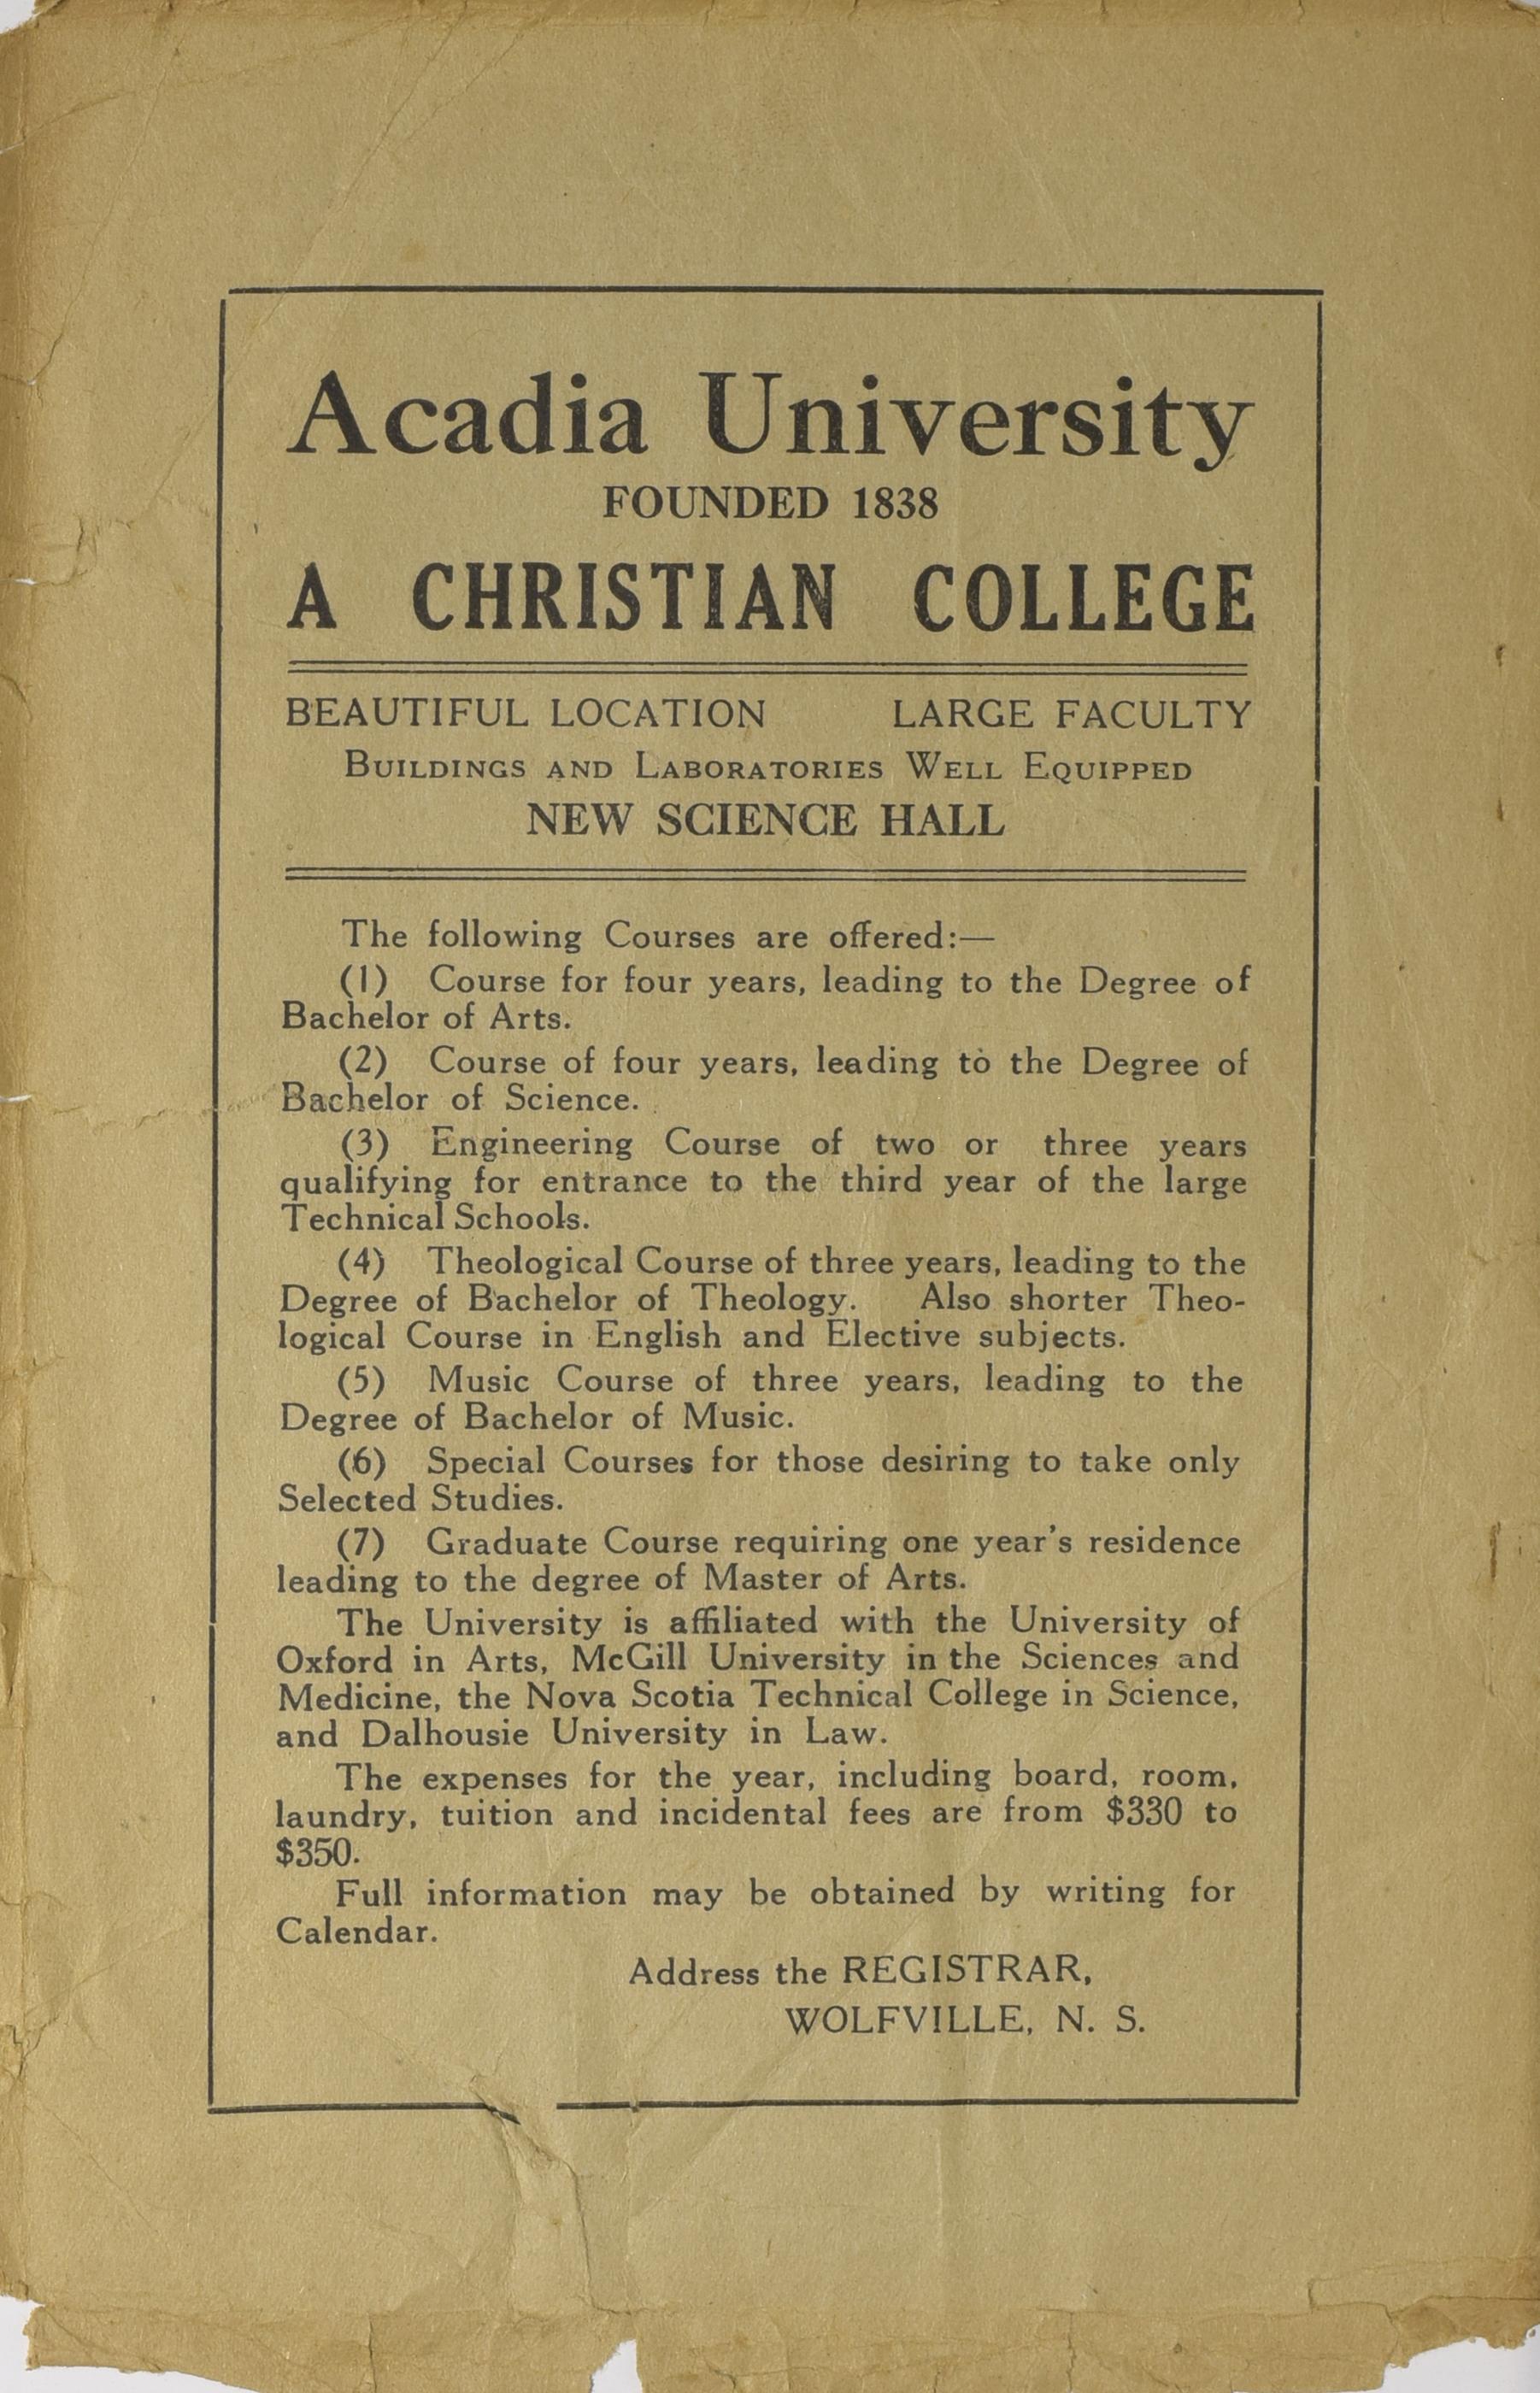 Acadia University
FOUNDED 1838
A CHRISTIAN COLLEGE
BEAUTIFUL LOCATION LARGE FACULTY
BUILDINGS AND LABORATORIES WELL EQUIPPED
NEW SCIENCE HALL
The following Courses are offered:—
(1) Course for four years, leading to the Degree of
Bachelor of Arts.
(2) Course of four years, leading to the Degree of
Bachelor of Science.
(3) Engineering Course of two or three years
qualifying for entrance to the third year of the large
Technical Schools.
(4) Theological Course of three years, leading to the
Degree of Bachelor of Theology. Also shorter Theo-
logical Course in English and Elective subjects.
(5) Music Course of three years, leading to the
Degree of Bachelor of Music.
(6) Special Courses for those desiring to take only
Selected Studies.
(7) Graduate Course requiring one year's residence
leading to the degree of Master of Arts.
The University is affiliated with the University of
Oxford in Arts, McGill University in the Sciences and
Medicine, the Nova Scotia Technical College in Science,
and Dalhousie University in Law.
The expenses for the year, including board, room,
laundry, tuition and incidental fees are from $330 to
$350.
Full information may be obtained by writing for
Calendar.
Address the REGISTRAR,
WOLFVILLE, N. S.